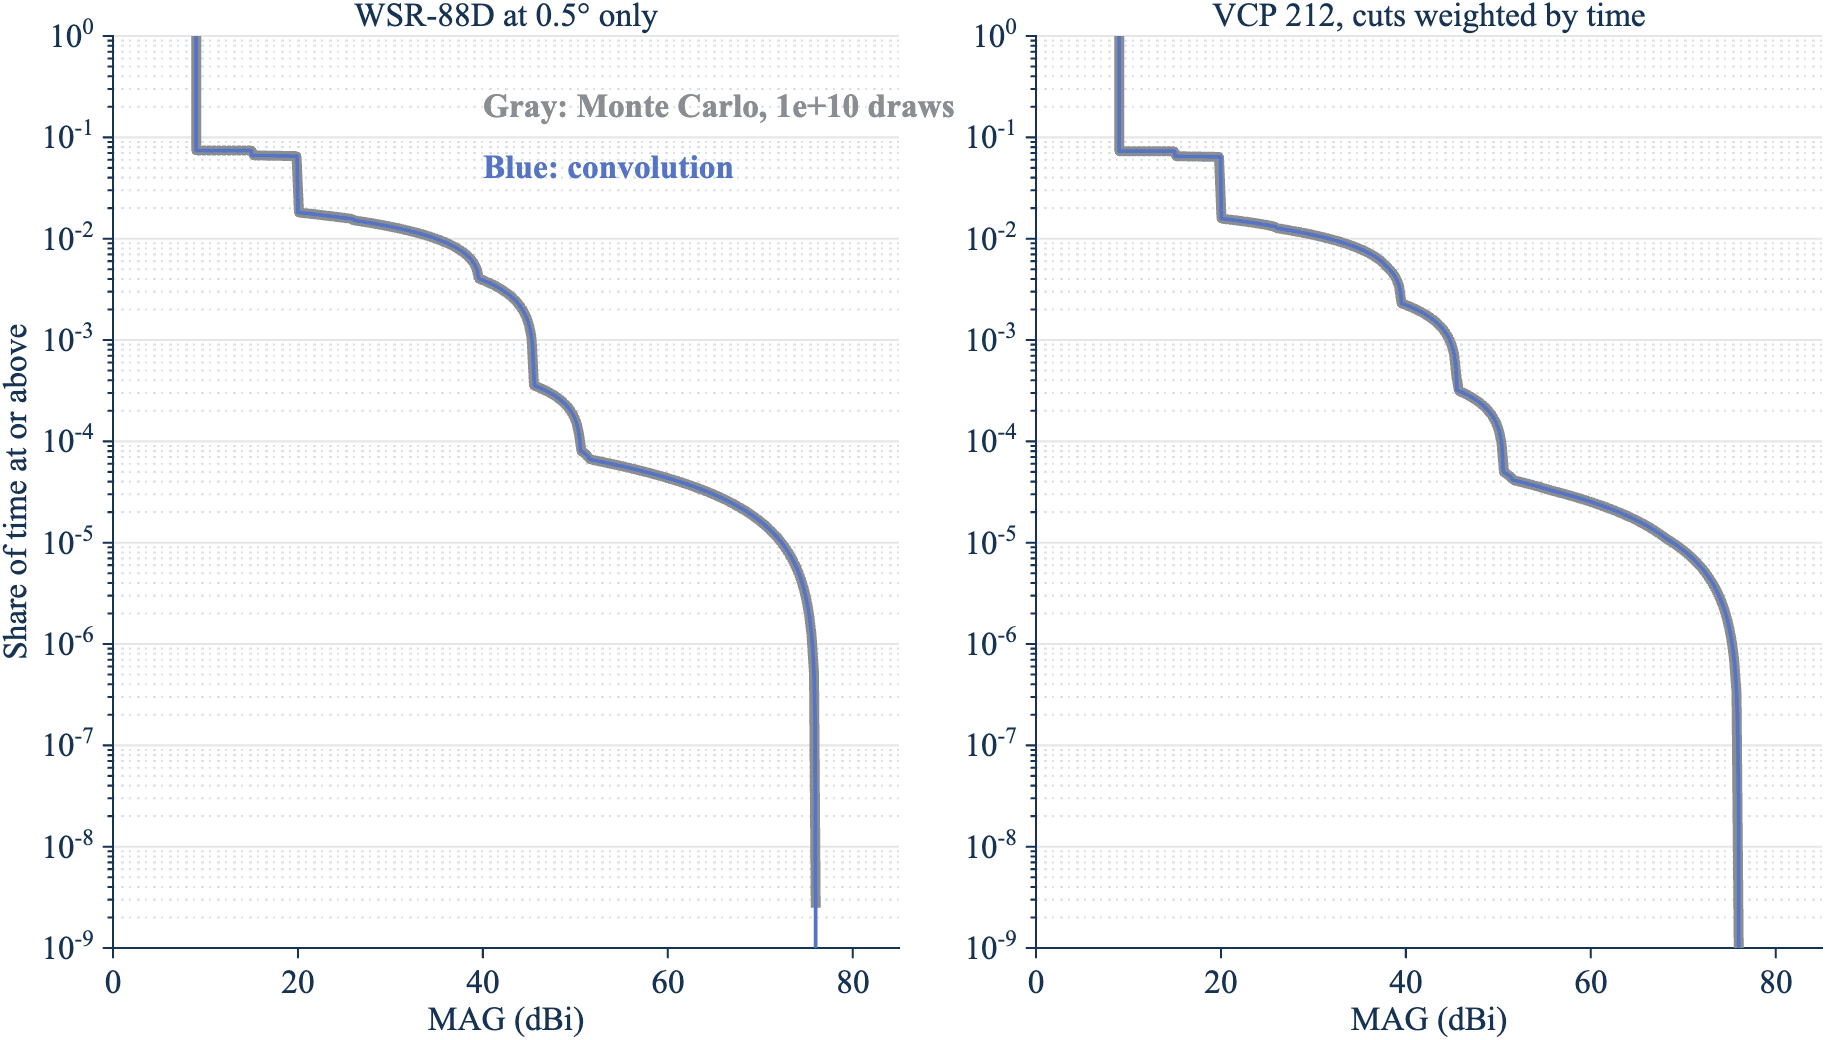 WSR-88D at 0.5° only
10^0
10^-1
10^-2
10^-3
10^-4
10^-5
10^-6
10^-7
10^-8
10^-9
Share of time at or above
Gray: Monte Carlo, 1e+10 draws
Blue: convolution
0 20 40 60 80
MAG (dBi)
VCP 212, cuts weighted by time
10^0
10^-1
10^-2
10^-3
10^-4
10^-5
10^-6
10^-7
10^-8
10^-9
0 20 40 60 80
MAG (dBi)